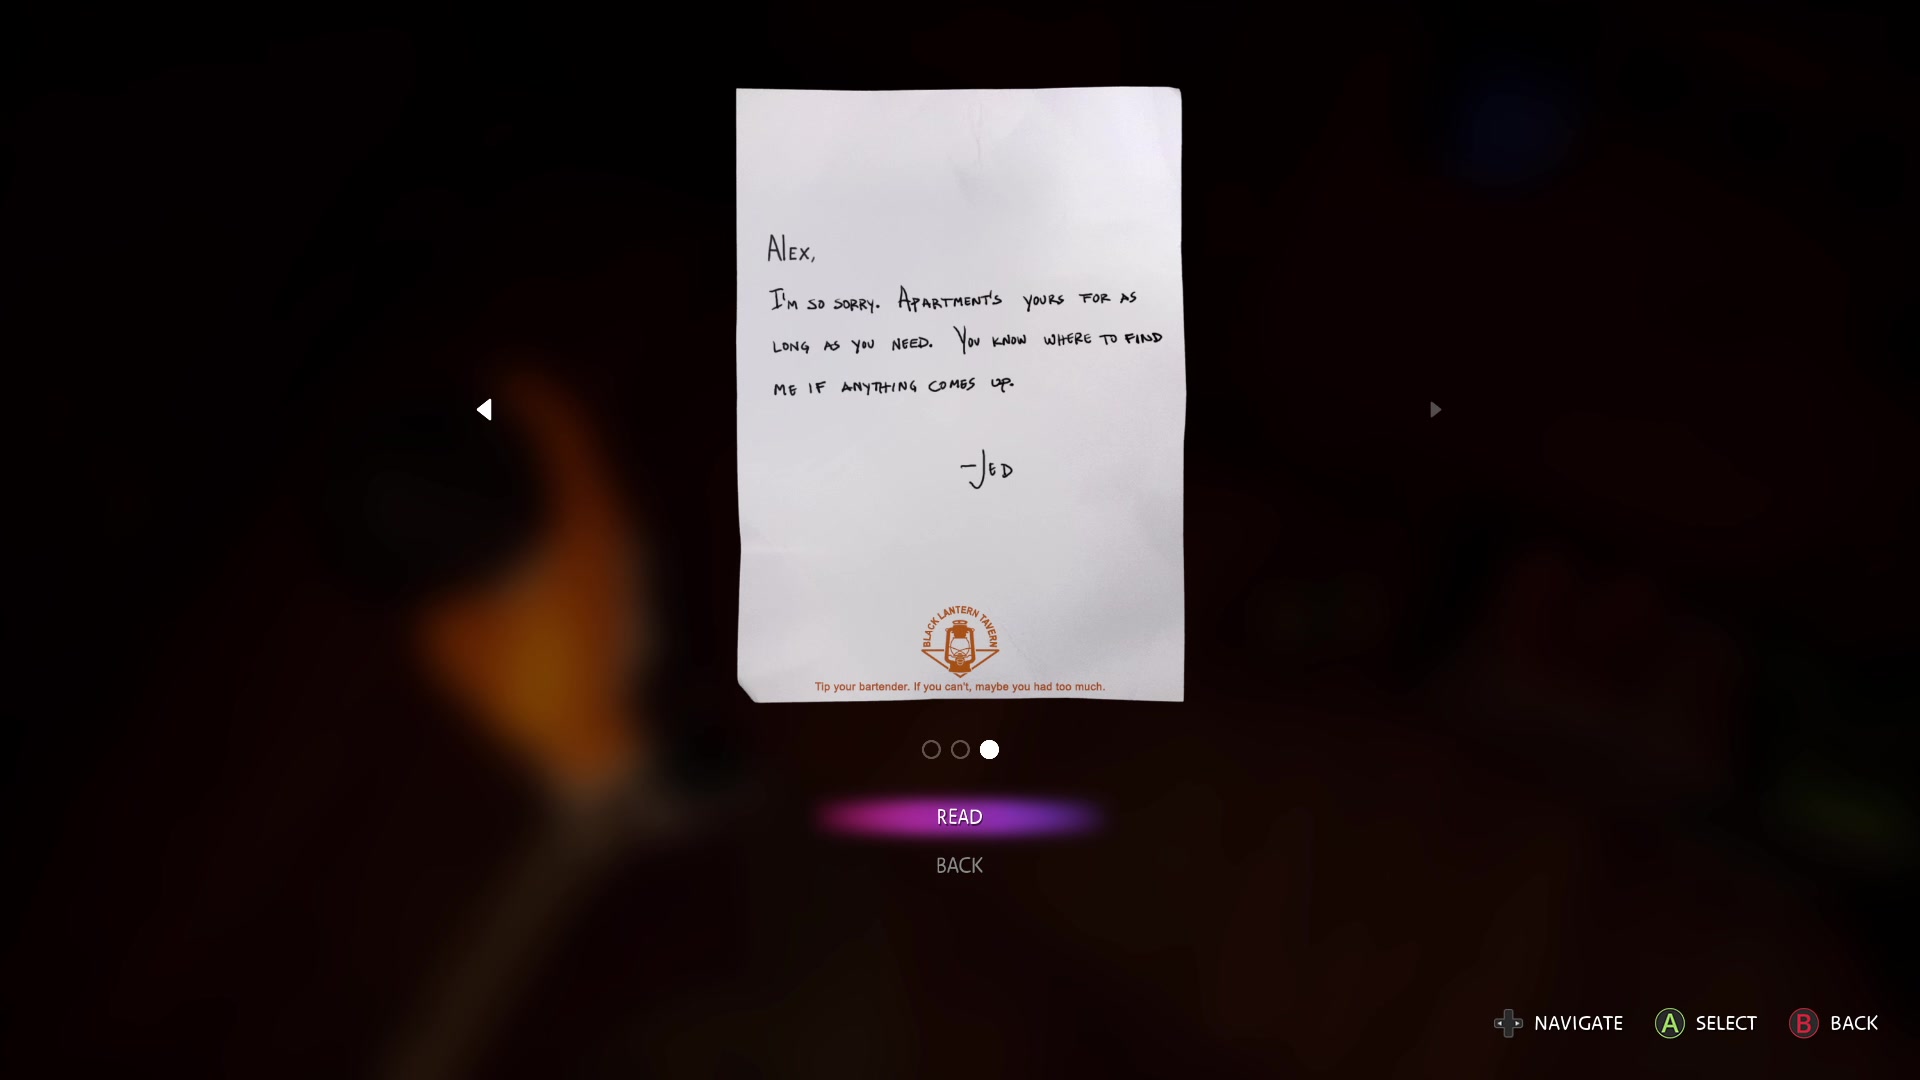 Alex,
I'm so sorry. Apartment's yours for as
long as you need. You know where to find
me if anything comes up.
-Jed
BLACK LANTERN TAVERN
Tip your bartender. If you can't, maybe you had too much.
READ
BACK
NAVIGATE A SELECT B BACK